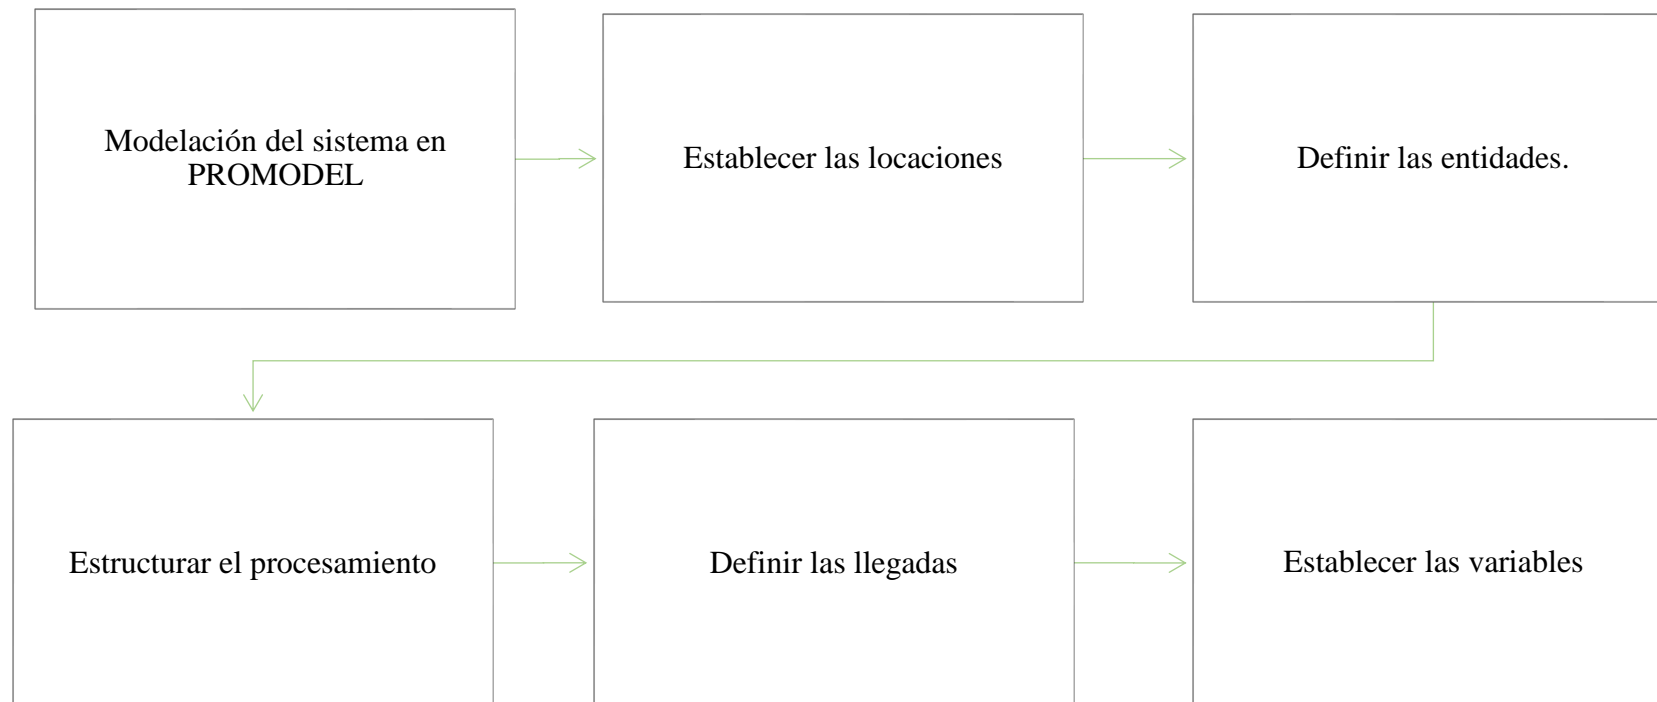 Modelación del sistema en
PROMODEL
Establecer las locaciones
Definir las entidades.
Estructurar el procesamiento
Definir las llegadas
Establecer las variables